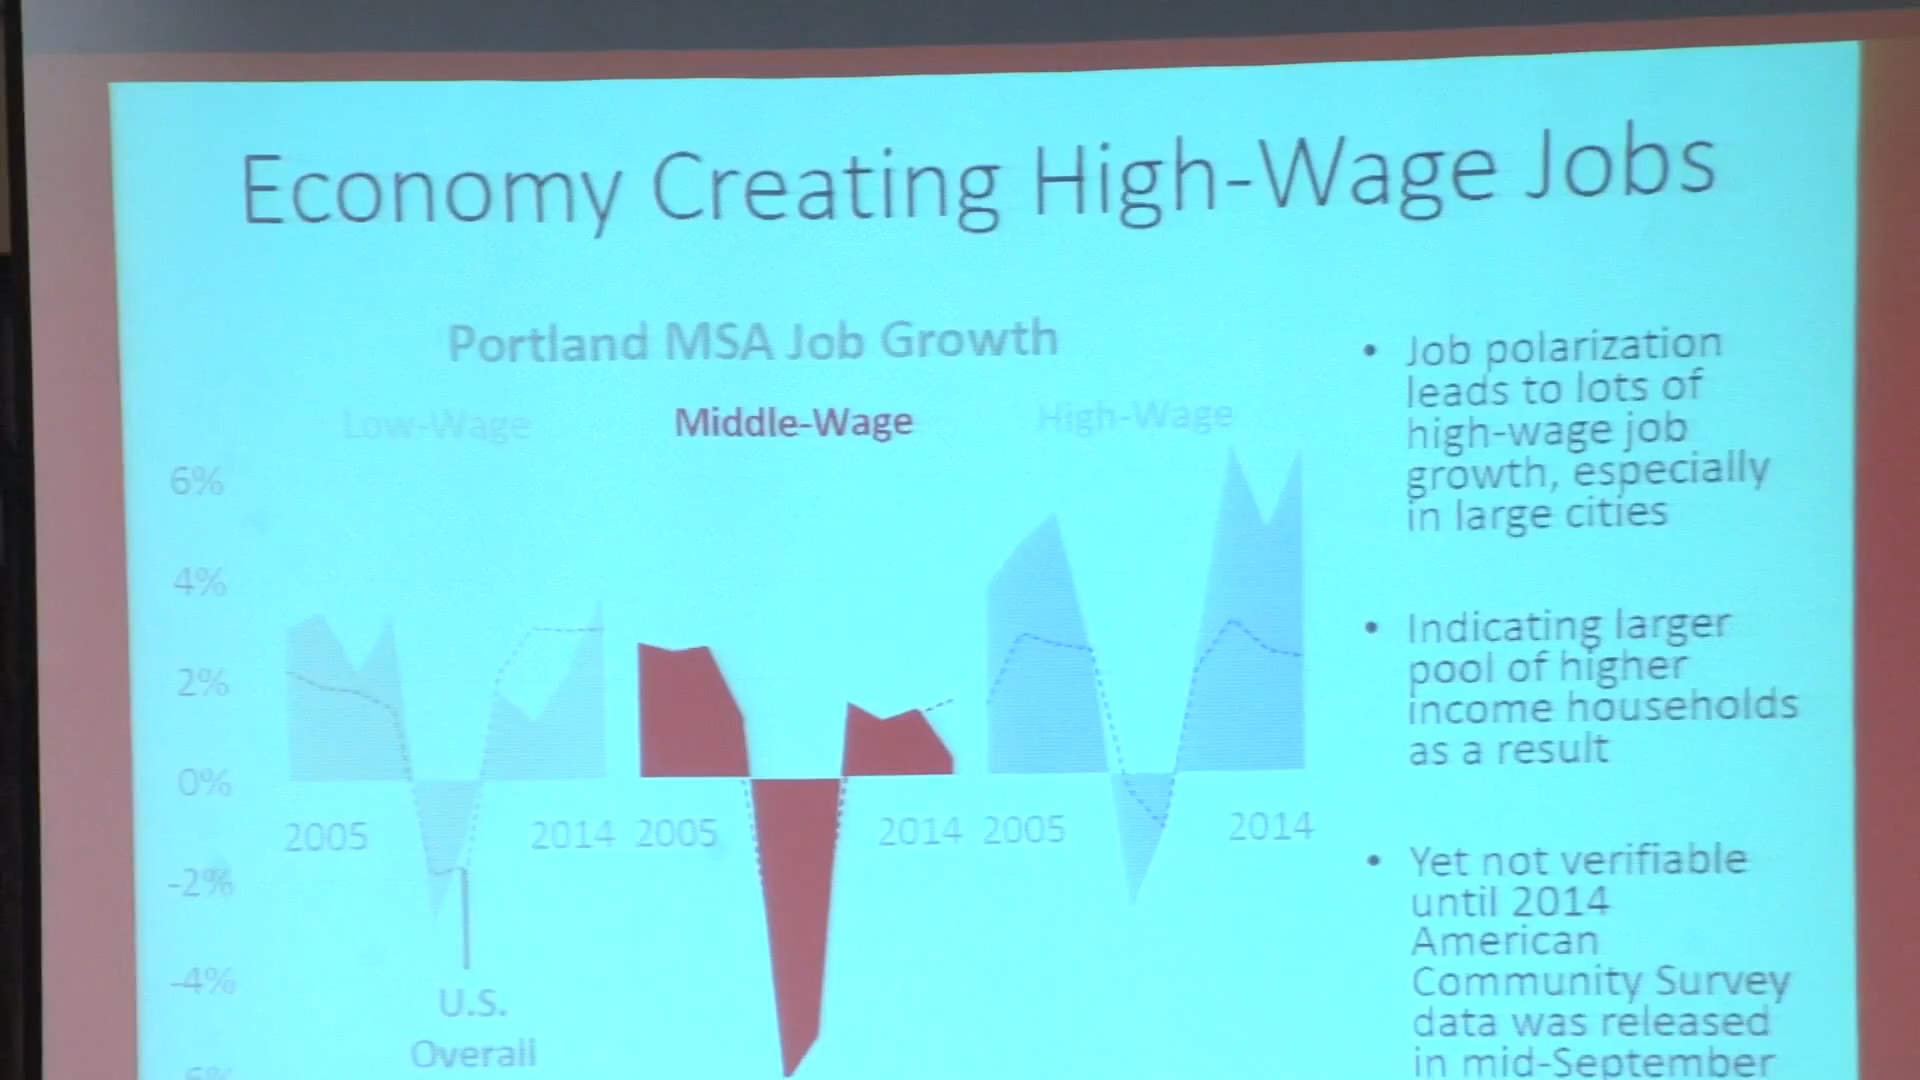 Economy Creating High-Wage Jobs
Portland MSA Job Growth
Low-Wage
Middle-Wage
High-Wage
6%
4%
2%
0%
-2%
-4%
2005
2014
2005
2014
2005
2014
U.S.
Overall
• Job polarization
leads to lots of
high-wage job
growth, especially
in large cities
• Indicating larger
pool of higher
income households
as a result
• Yet not verifiable
until 2014
American
Community Survey
data was released
in mid-September